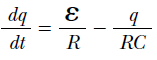 dq/dt = ℰ/R − q/RC